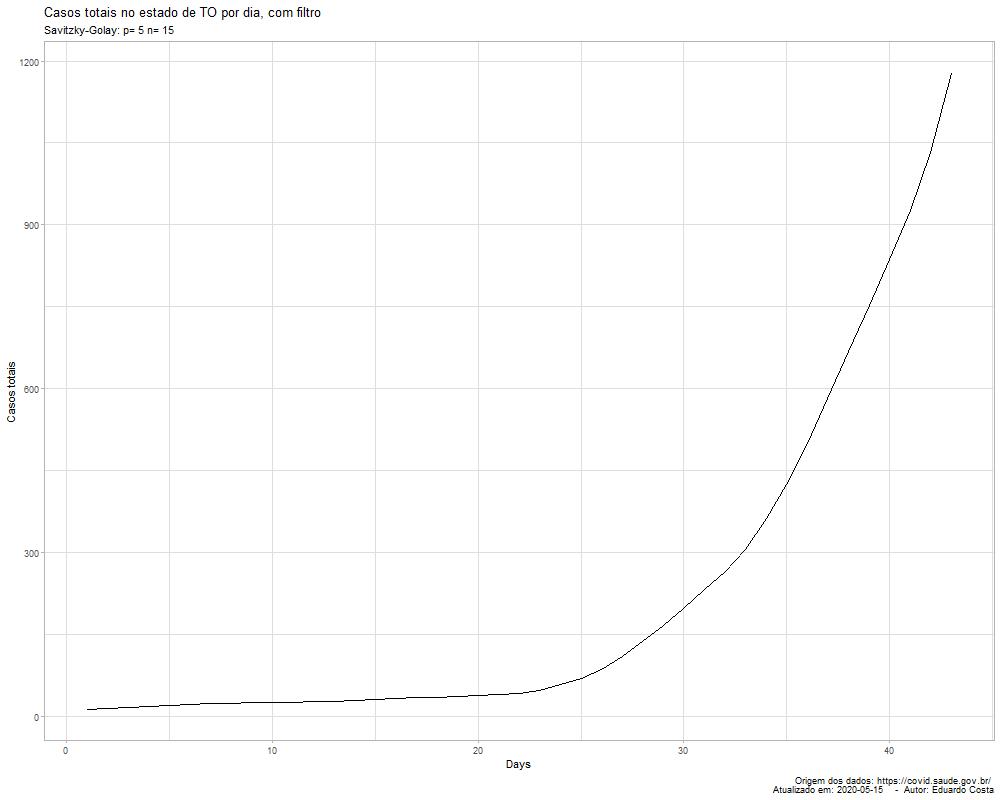 Casos totais no estado de TO por dia, com filtro
Savitzky-Golay: p= 5 n= 15
1200
900
600
300
0
Casos totais
0 10 20 30 40
Days
Origem dos dados: https://covid.saude.gov.br/
Atualizado em: 2020-05-15 - Autor: Eduardo Costa